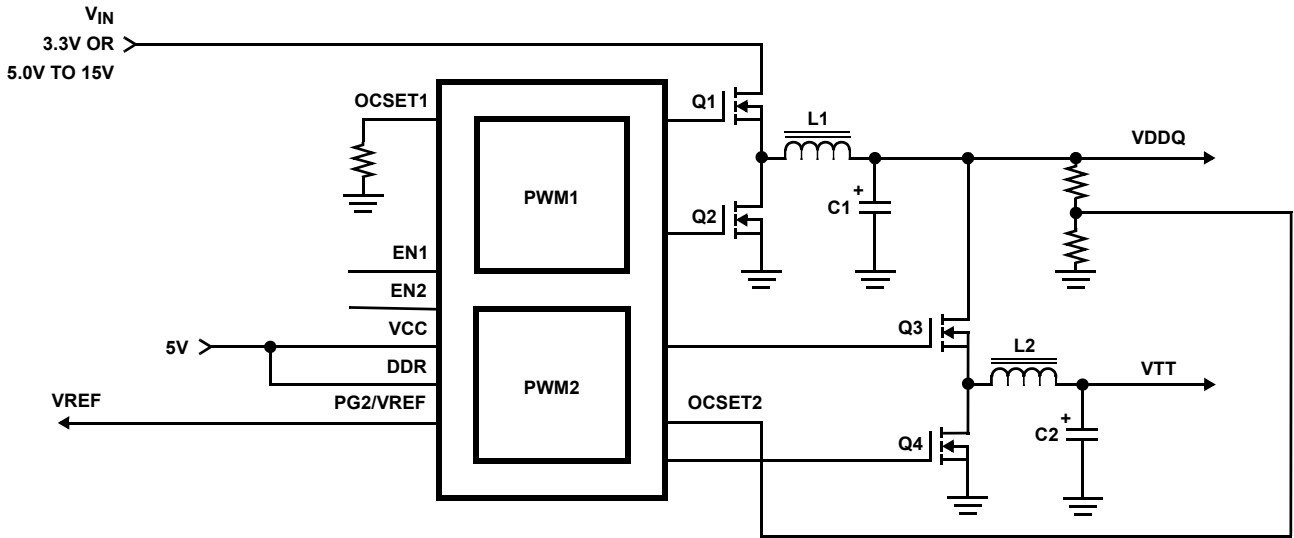 VIN
3.3V OR
5.0V TO 15V
OCSET1
Q1
L1
VDDQ
PWM1
Q2
+
C1
EN1
EN2
VCC
5V
DDR
PWM2
Q3
L2
VTT
VREF
PG2/VREF
OCSET2
Q4
+
C2